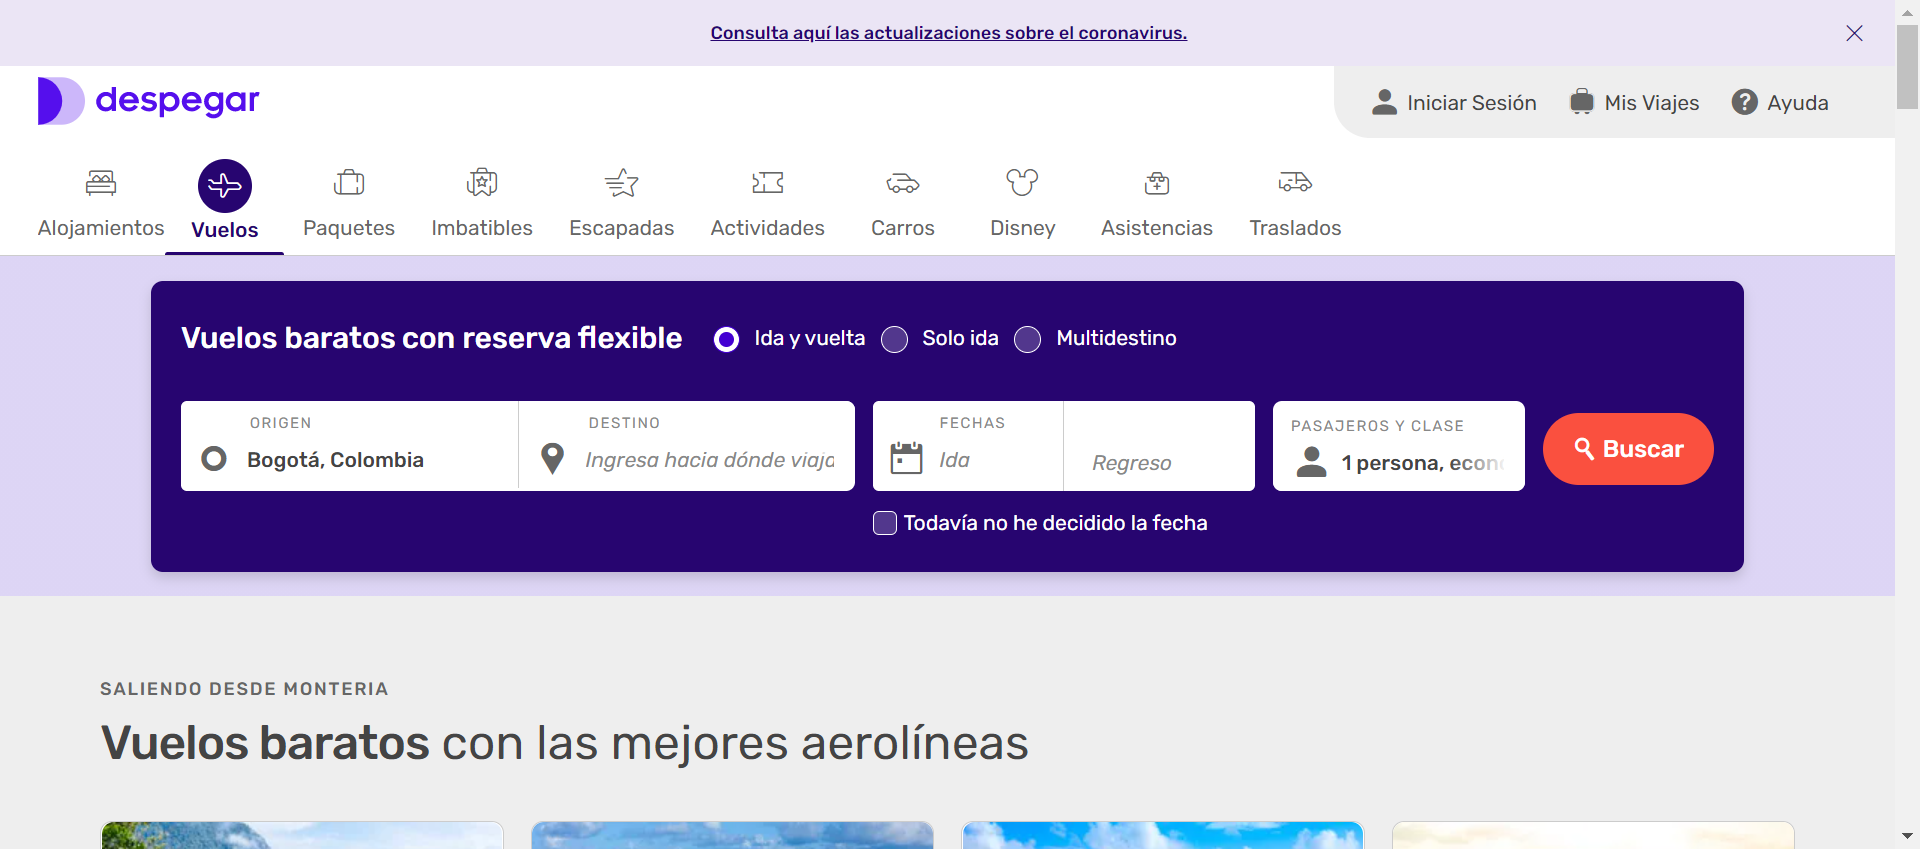 Consulta aquí las actualizaciones sobre el coronavirus.
despegar
Iniciar Sesión
Mis Viajes
Ayuda
Alojamientos
Vuelos
Paquetes
Imbatibles
Escapadas
Actividades
Carros
Disney
Asistencias
Traslados
Vuelos baratos con reserva flexible
Ida y vuelta
Solo ida
Multidestino
ORIGEN
Bogotá, Colombia
DESTINO
Ingresa hacia dónde viaja
FECHAS
Ida
Regreso
PASAJEROS Y CLASE
1 persona, econ
Buscar
Todavía no he decidido la fecha
SALIENDO DESDE MONTERIA
Vuelos baratos con las mejores aerolíneas